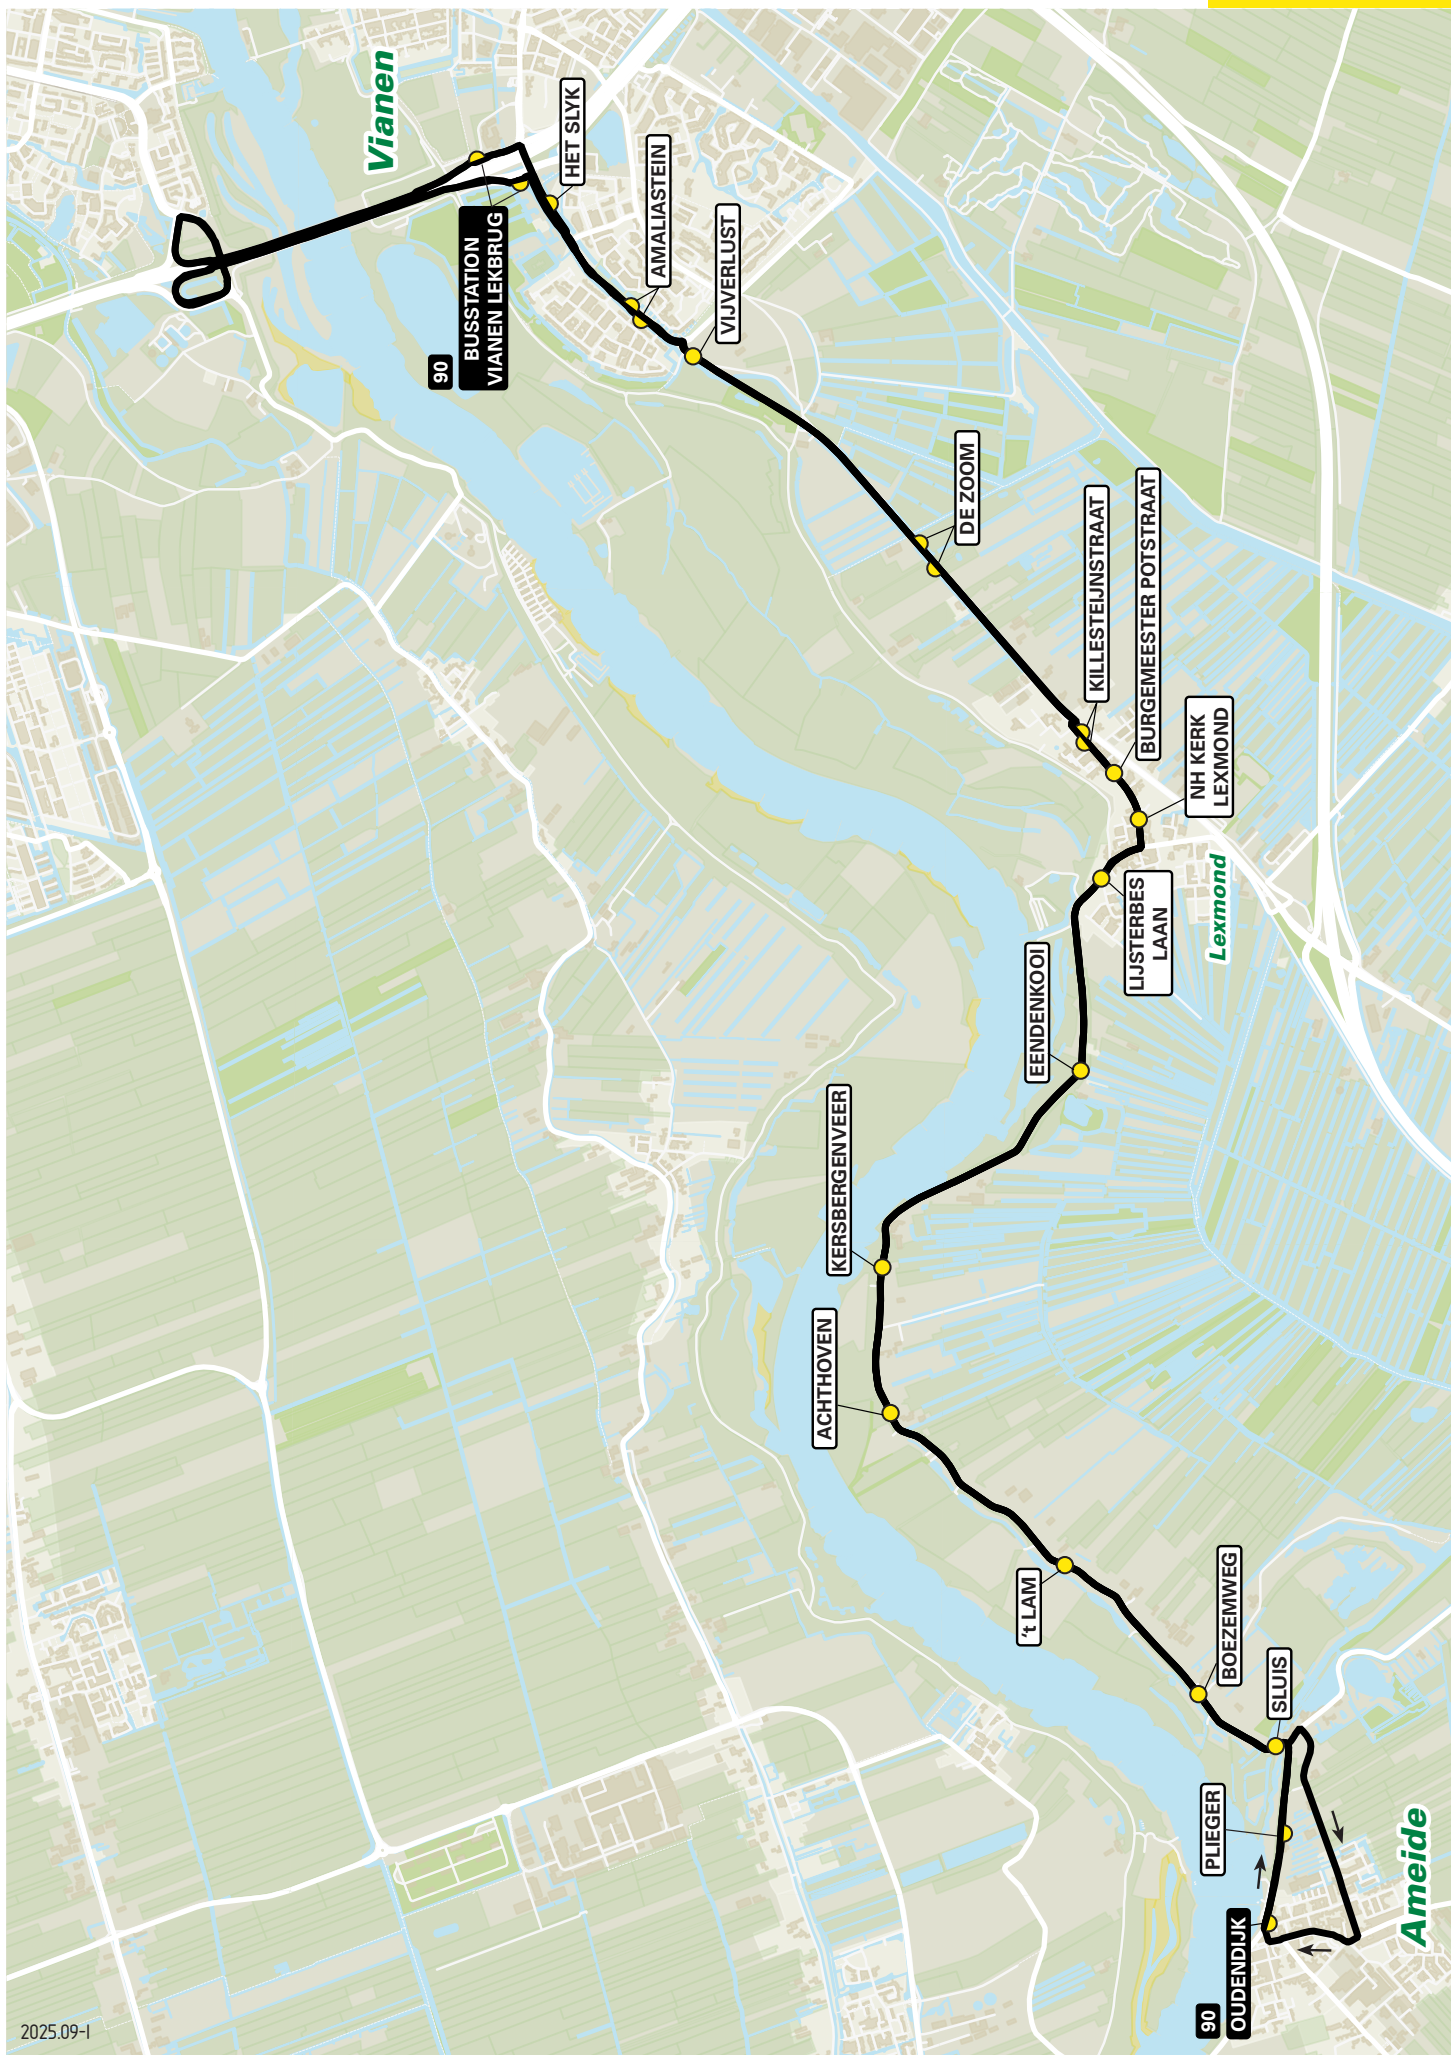 Vianen
HET SLYK
AMALIASTEIN
VIJVERLUST
90
BUSSTATION
VIANEN LEKBRUG
DE ZOOM
KILLESTEIJNSTRAAT
BURGEMEESTER POTSTRAAT
NH KERK
LEXMOND
Lexmond
LIJSTERBES
LAAN
EENDENKOOI
KERSBERGENVEER
ACHTHOVEN
't LAM
BOEZEMWEG
SLUIS
PLIEGER
90
OUDENDIJK
Ameide
2025.09-I